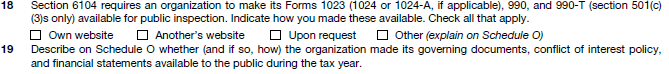 18 Section 6104 requires an organization to make its Forms 1023 (1024 or 1024-A, if applicable), 990, and 990-T (section 501(c)
(3)s only) available for public inspection. Indicate how you made these available. Check all that apply.
☐ Own website ☐ Another's website ☐ Upon request ☐ Other (explain on Schedule O)
19 Describe on Schedule O whether (and if so, how) the organization made its governing documents, conflict of interest policy,
and financial statements available to the public during the tax year.